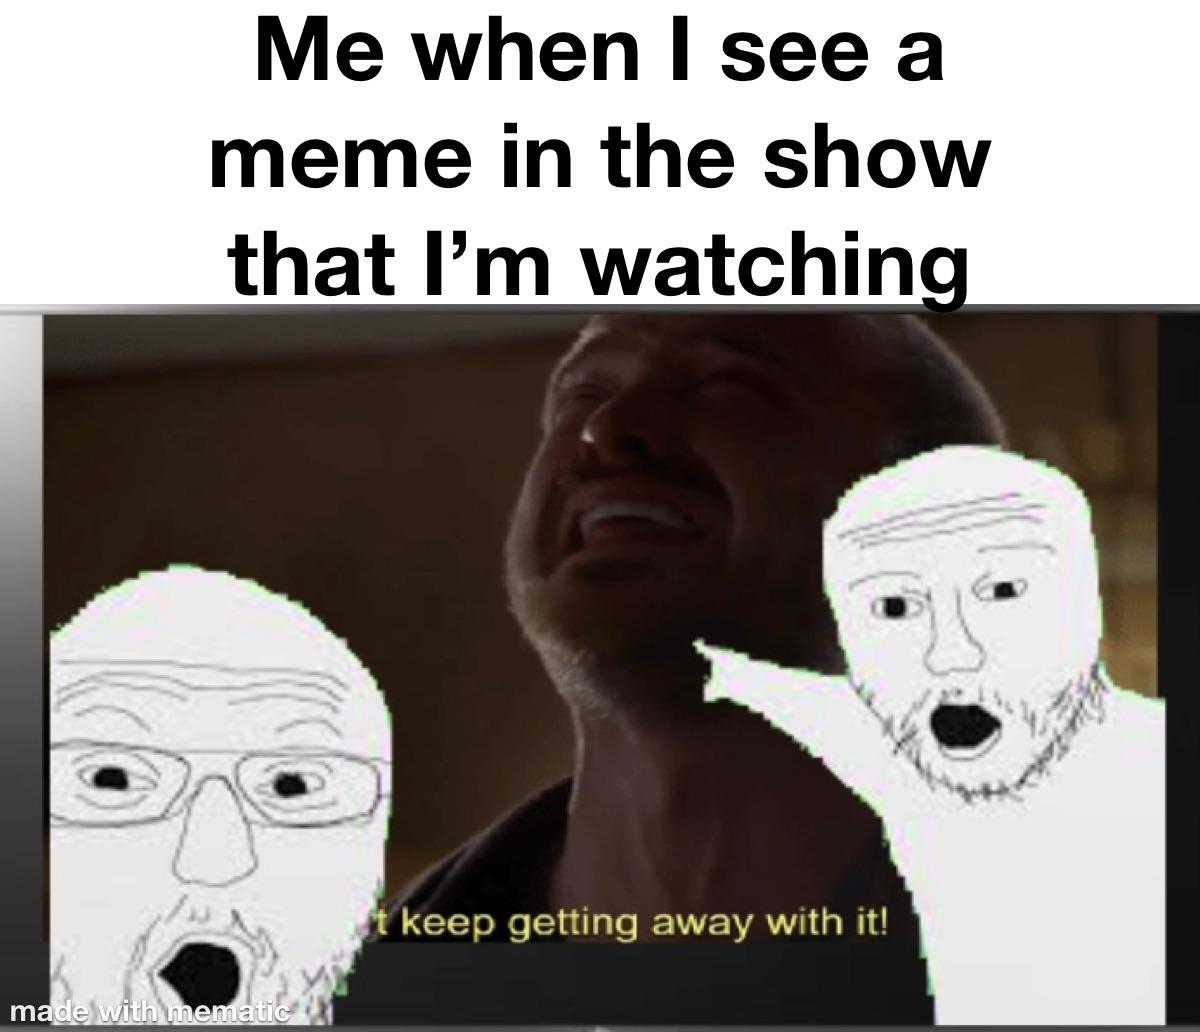 Me when I see a
meme in the show
that I’m watching
t keep getting away with it!
made with mematic